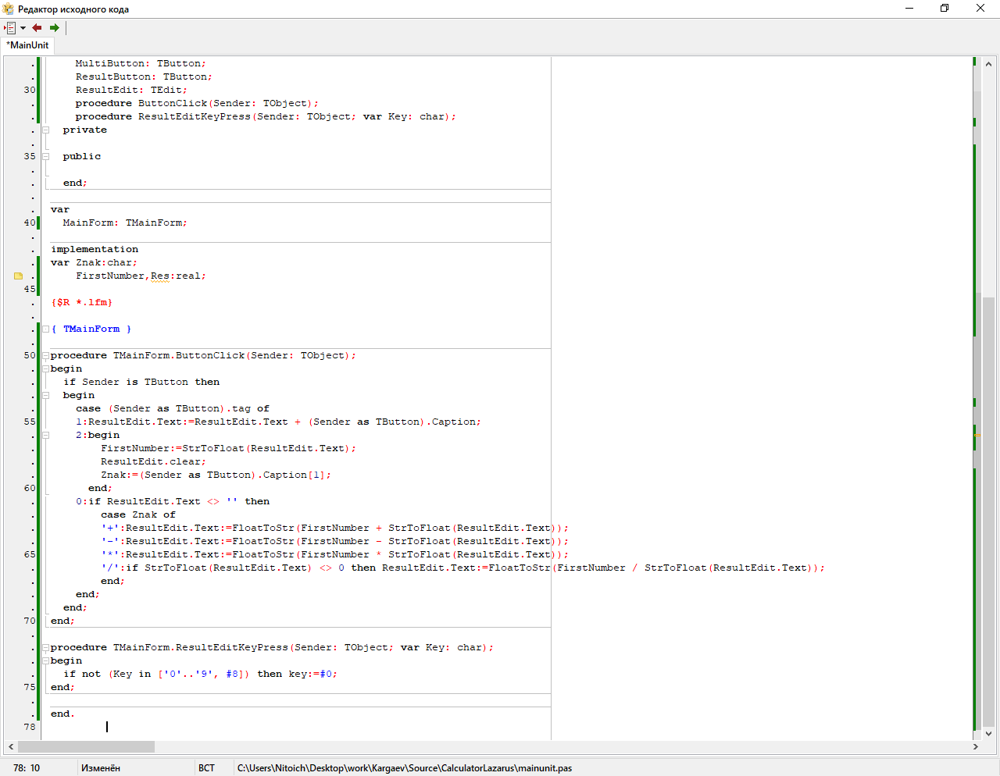 Редактор исходного кода
*MainUnit
. MultiButton: TButton;
. ResultButton: TButton;
30 ResultEdit: TEdit;
. procedure ButtonClick(Sender: TObject);
. procedure ResultEditKeyPress(Sender: TObject; var Key: char);
. private
.
35 public
.
. end;
.
. var
40 MainForm: TMainForm;
.
. implementation
. var Znak:char;
. FirstNumber,Res:real;
45
. {$R *.lfm}
.
. { TMainForm }
.
50 procedure TMainForm.ButtonClick(Sender: TObject);
. begin
. if Sender is TButton then
. begin
. case (Sender as TButton).tag of
55 1:ResultEdit.Text:=ResultEdit.Text + (Sender as TButton).Caption;
. 2:begin
. FirstNumber:=StrToFloat(ResultEdit.Text);
. ResultEdit.clear;
. Znak:=(Sender as TButton).Caption[1];
60 end;
. 0:if ResultEdit.Text <> '' then
. case Znak of
. '+':ResultEdit.Text:=FloatToStr(FirstNumber + StrToFloat(ResultEdit.Text));
. '-':ResultEdit.Text:=FloatToStr(FirstNumber - StrToFloat(ResultEdit.Text));
65 '*':ResultEdit.Text:=FloatToStr(FirstNumber * StrToFloat(ResultEdit.Text));
. '/':if StrToFloat(ResultEdit.Text) <> 0 then ResultEdit.Text:=FloatToStr(FirstNumber / StrToFloat(ResultEdit.Text));
. end;
. end;
. end;
70 end;
.
. procedure TMainForm.ResultEditKeyPress(Sender: TObject; var Key: char);
. begin
. if not (Key in ['0'..'9', #8]) then key:=#0;
75 end;
.
. end.
78
78: 10 Изменён ВСТ C:\Users\Nitoich\Desktop\work\Kargaev\Source\CalculatorLazarus\mainunit.pas